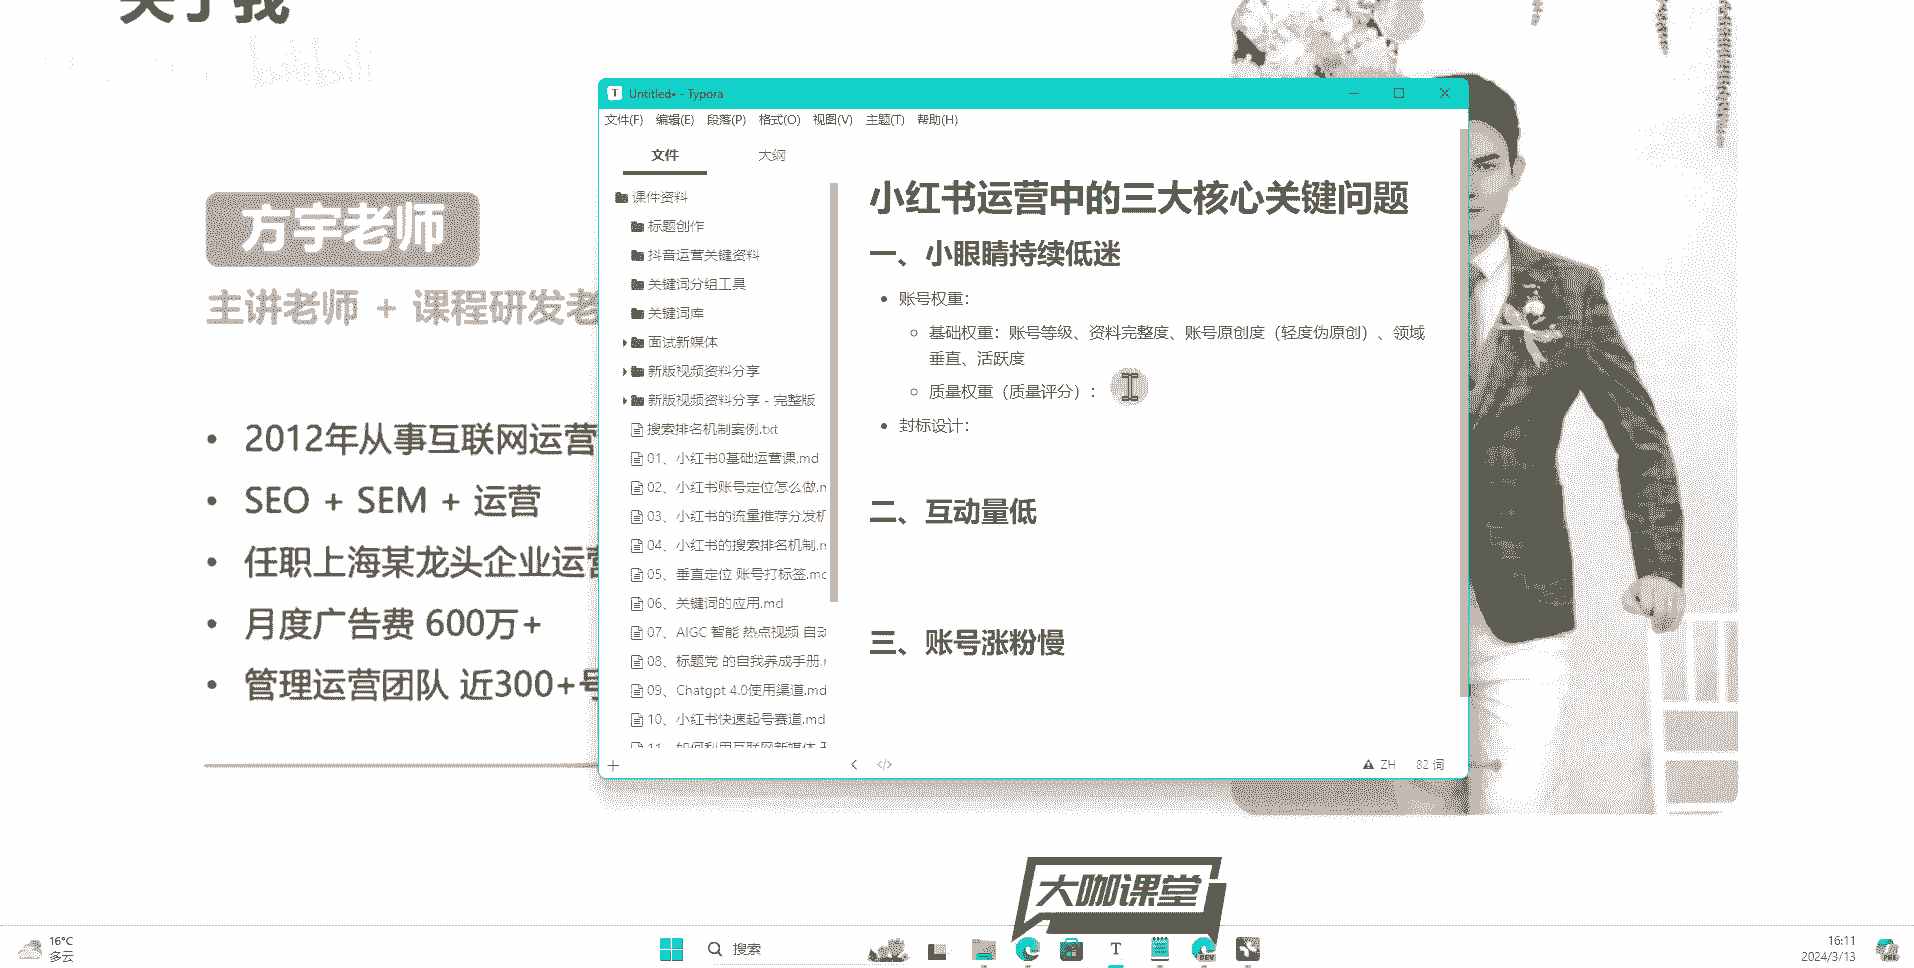 关于我
bilibili
方宇老师
主讲老师 + 课程研发老
• 2012年从事互联网运营
• SEO + SEM + 运营
• 任职上海某龙头企业运营
• 月度广告费 600万+
• 管理运营团队 近300+号
Untitled• - Typora
文件(F) 编辑(E) 段落(P) 格式(O) 视图(V) 主题(T) 帮助(H)
文件 大纲
课件资料
标题创作
抖音运营关键资料
关键词分组工具
关键词库
面试新媒体
新版视频资料分享
新版视频资料分享 - 完整版
搜索排名机制案例.txt
01、小红书0基础运营课.md
02、小红书账号定位怎么做.m
03、小红书的流量推荐分发机
04、小红书的搜索排名机制.m
05、垂直定位 账号打标签.md
06、关键词的应用.md
07、AIGC 智能 热点视频 自动
08、标题党 的自我养成手册.m
09、Chatgpt 4.0使用渠道.md
10、小红书快速起号赛道.md
11、如何利用互联网新媒体 开
小红书运营中的三大核心关键问题
一、小眼睛持续低迷
• 账号权重：
基础权重：账号等级、资料完整度、账号原创度（轻度伪原创）、领域
垂直、活跃度
质量权重（质量评分）：
• 封标设计：
二、互动量低
三、账号涨粉慢
ZH 82 词
大咖课堂
16°C
多云
搜索
T
DEV
16:11
2024/3/13
PRE